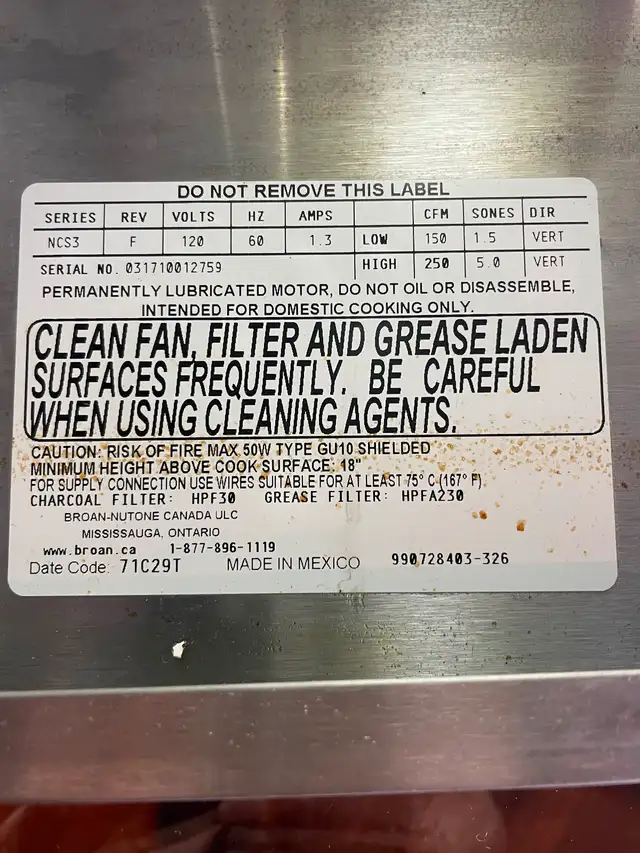 DO NOT REMOVE THIS LABEL
SERIES REV VOLTS HZ AMPS CFM SONES DIR
NCS3 F 120 60 1.3 LOW 150 1.5 VERT
SERIAL NO. 031710012759 HIGH 250 5.0 VERT
PERMANENTLY LUBRICATED MOTOR, DO NOT OIL OR DISASSEMBLE,
INTENDED FOR DOMESTIC COOKING ONLY.
CLEAN FAN, FILTER AND GREASE LADEN
SURFACES FREQUENTLY. BE CAREFUL
WHEN USING CLEANING AGENTS.
CAUTION: RISK OF FIRE MAX 50W TYPE GU10 SHIELDED
MINIMUM HEIGHT ABOVE COOK SURFACE: 18"
FOR SUPPLY CONNECTION USE WIRES SUITABLE FOR AT LEAST 75° C (167° F)
CHARCOAL FILTER: HPF30 GREASE FILTER: HPFA230
BROAN-NUTONE CANADA ULC
MISSISSAUGA, ONTARIO
www.broan.ca 1-877-896-1119
Date Code: 71C29T MADE IN MEXICO 990728403-326